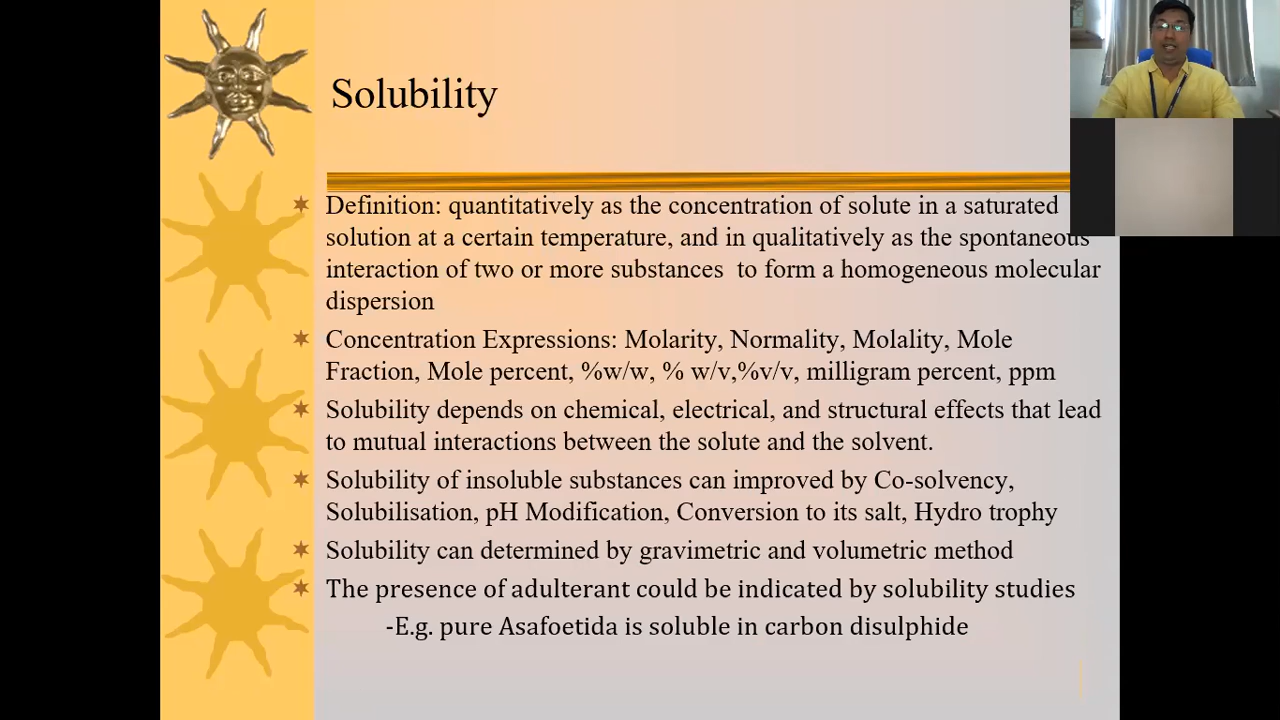 Solubility
Definition: quantitatively as the concentration of solute in a saturated
solution at a certain temperature, and in qualitatively as the spontaneous
interaction of two or more substances to form a homogeneous molecular
dispersion
Concentration Expressions: Molarity, Normality, Molality, Mole
Fraction, Mole percent, %w/w, % w/v,%v/v, milligram percent, ppm
Solubility depends on chemical, electrical, and structural effects that lead
to mutual interactions between the solute and the solvent.
Solubility of insoluble substances can improved by Co-solvency,
Solubilisation, pH Modification, Conversion to its salt, Hydro trophy
Solubility can determined by gravimetric and volumetric method
The presence of adulterant could be indicated by solubility studies
-E.g. pure Asafoetida is soluble in carbon disulphide